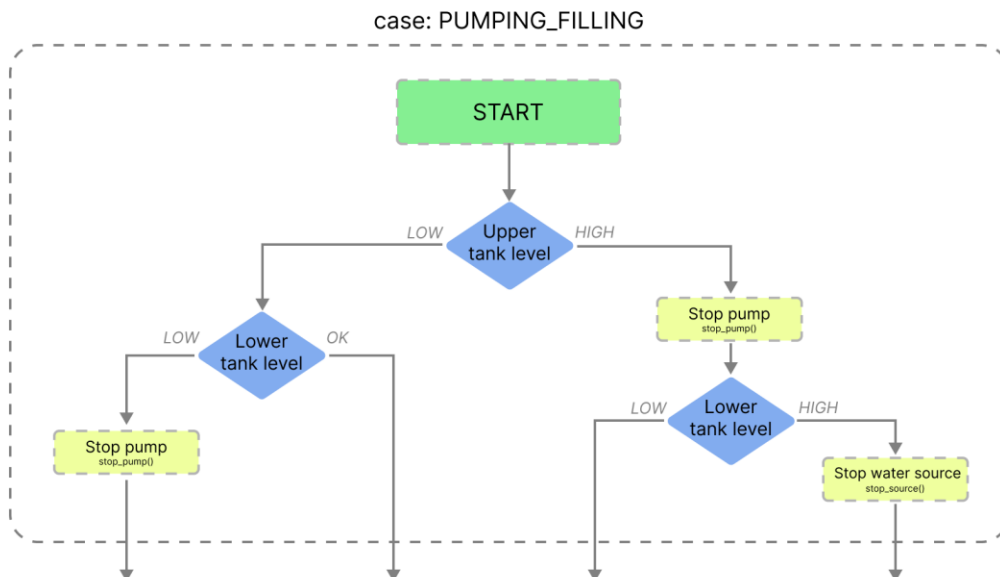 case: PUMPING_FILLING
START
Upper
tank level
LOW
HIGH
Stop pump
stop_pump()
Lower
tank level
LOW
OK
Lower
tank level
LOW
HIGH
Stop pump
stop_pump()
Stop water source
stop_source()